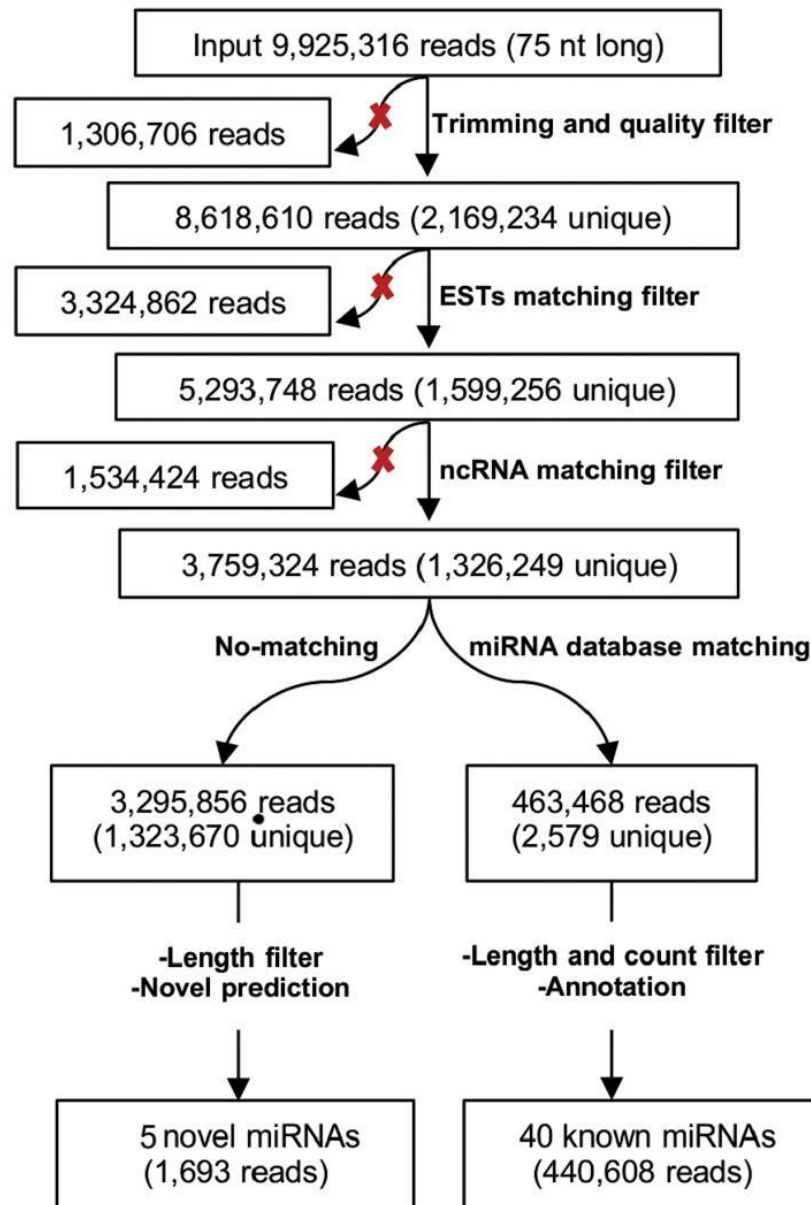 Input 9,925,316 reads (75 nt long)
1,306,706 reads
Trimming and quality filter
8,618,610 reads (2,169,234 unique)
3,324,862 reads
ESTs matching filter
5,293,748 reads (1,599,256 unique)
1,534,424 reads
ncRNA matching filter
3,759,324 reads (1,326,249 unique)
No-matching
miRNA database matching
3,295,856 reads
(1,323,670 unique)
463,468 reads
(2,579 unique)
-Length filter
-Novel prediction
-Length and count filter
-Annotation
5 novel miRNAs
(1,693 reads)
40 known miRNAs
(440,608 reads)